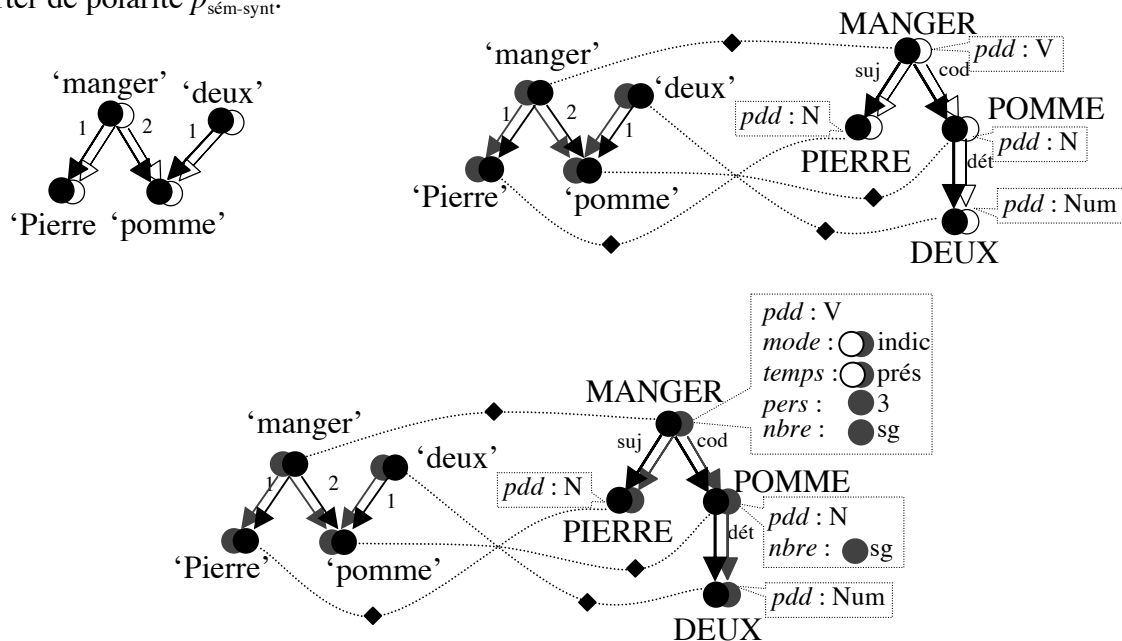 rter de polarité psém-synt.
‘manger’ ‘deux’
1 2 1
‘Pierre ‘pomme’
MANGER
pdd : V
‘manger’
suj cod
‘deux’
1 2 1
POMME
pdd : N
pdd : N
PIERRE
dét
‘Pierre’ ‘pomme’
pdd : Num
DEUX
pdd : V
mode : indic
temps : prés
pers : 3
nbre : sg
MANGER
‘manger’
suj cod
‘deux’
1 2 1
POMME
pdd : N
pdd : N
nbre : sg
PIERRE
dét
‘Pierre’ ‘pomme’
pdd : Num
DEUX